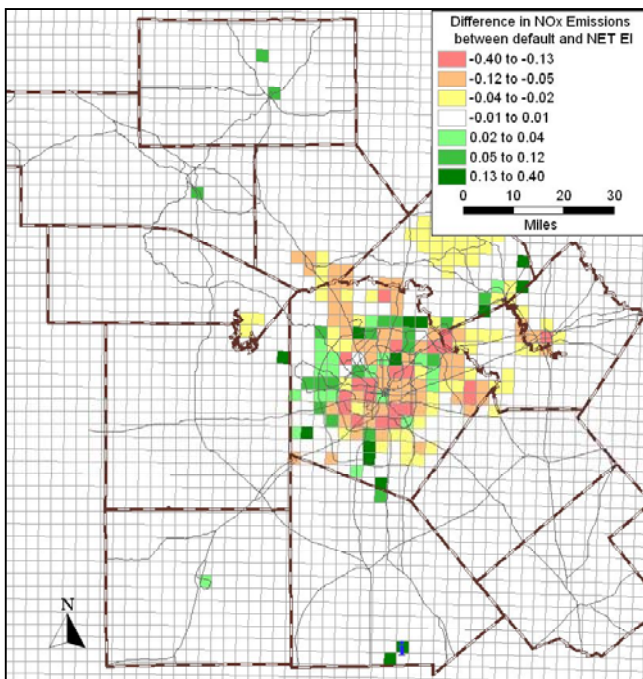 Difference in NOx Emissions
between default and NET EI
-0.40 to -0.13
-0.12 to -0.05
-0.04 to -0.02
-0.01 to 0.01
0.02 to 0.04
0.05 to 0.12
0.13 to 0.40
0 10 20 30
Miles
N